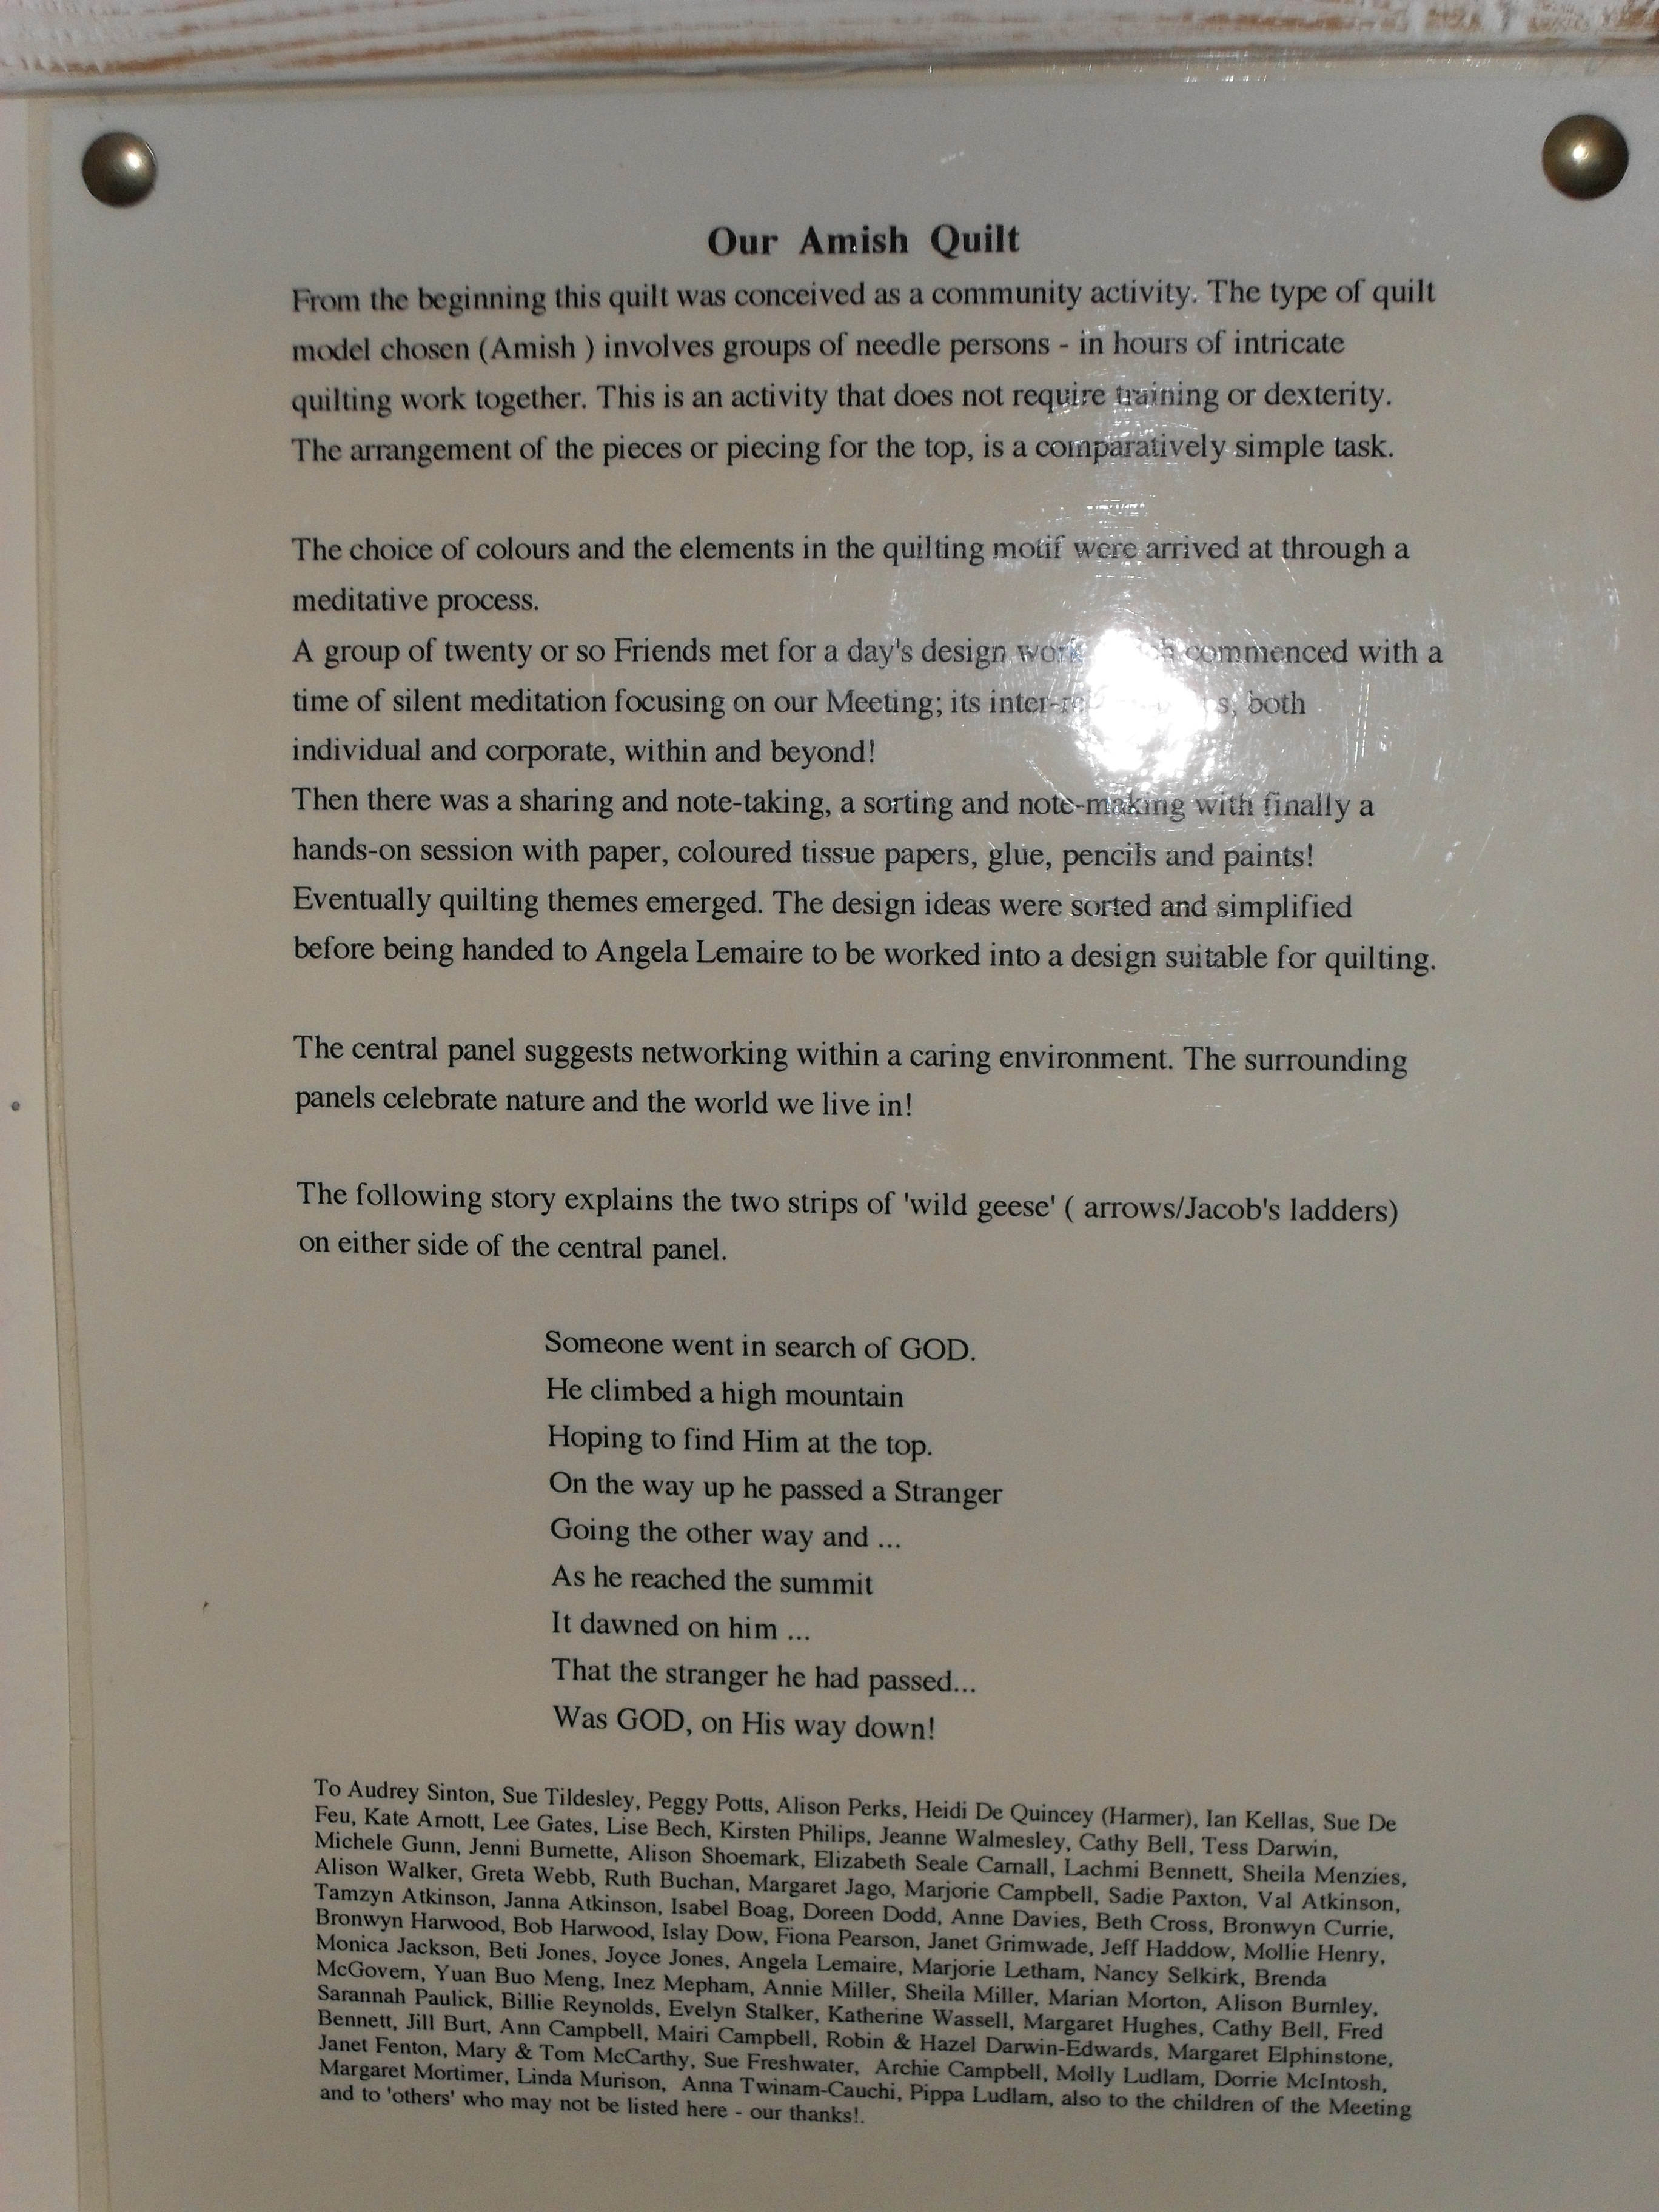 Our Amish Quilt
From the beginning this quilt was conceived as a community activity. The type of quilt
model chosen (Amish ) involves groups of needle persons - in hours of intricate
quilting work together. This is an activity that does not require training or dexterity.
The arrangement of the pieces or piecing for the top, is a comparatively simple task.
The choice of colours and the elements in the quilting motif were arrived at through a
meditative process.
A group of twenty or so Friends met for a day's design work commenced with a
time of silent meditation focusing on our Meeting; its both
individual and corporate, within and beyond!
Then there was a sharing and note-taking, a sorting and note-making with finally a
hands-on session with paper, coloured tissue papers, glue, pencils and paints!
Eventually quilting themes emerged. The design ideas were sorted and simplified
before being handed to Angela Lemaire to be worked into a design suitable for quilting.
The central panel suggests networking within a caring environment. The surrounding
panels celebrate nature and the world we live in!
The following story explains the two strips of 'wild geese' ( arrows/Jacob's ladders)
on either side of the central panel.
Someone went in search of GOD.
He climbed a high mountain
Hoping to find Him at the top.
On the way up he passed a Stranger
Going the other way and ...
As he reached the summit
It dawned on him ...
That the stranger he had passed...
Was GOD, on His way down!
To Audrey Sinton, Sue Tildesley, Peggy Potts, Alison Perks, Heidi De Quincey (Harmer), Ian Kellas, Sue De
Feu, Kate Arnott, Lee Gates, Lise Bech, Kirsten Philips, Jeanne Walmesley, Cathy Bell, Tess Darwin,
Michele Gunn, Jenni Burnette, Alison Shoemark, Elizabeth Seale Carnall, Lachmi Bennett, Sheila Menzies,
Alison Walker, Greta Webb, Ruth Buchan, Margaret Jago, Marjorie Campbell, Sadie Paxton, Val Atkinson,
Tamzyn Atkinson, Janna Atkinson, Isabel Boag, Doreen Dodd, Anne Davies, Beth Cross, Bronwyn Currie,
Bronwyn Harwood, Bob Harwood, Islay Dow, Fiona Pearson, Janet Grimwade, Jeff Haddow, Mollie Henry,
Monica Jackson, Beti Jones, Joyce Jones, Angela Lemaire, Marjorie Letham, Nancy Selkirk, Brenda
McGovern, Yuan Buo Meng, Inez Mepham, Annie Miller, Sheila Miller, Marian Morton, Alison Burnley,
Sarannah Paulick, Billie Reynolds, Evelyn Stalker, Katherine Wassell, Margaret Hughes, Cathy Bell, Fred
Bennett, Jill Burt, Ann Campbell, Mairi Campbell, Robin & Hazel Darwin-Edwards, Margaret Elphinstone,
Janet Fenton, Mary & Tom McCarthy, Sue Freshwater, Archie Campbell, Molly Ludlam, Dorrie McIntosh,
Margaret Mortimer, Linda Murison, Anna Twinam-Cauchi, Pippa Ludlam, also to the children of the Meeting
and to 'others' who may not be listed here - our thanks!.